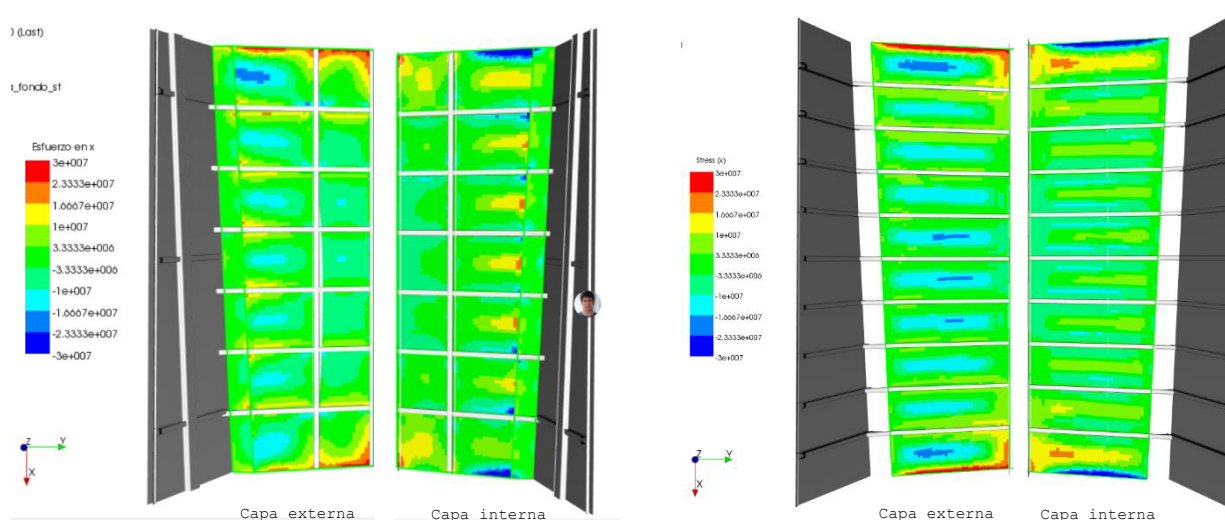 ) (Last)
a_fondo_st
Esfuerzo en x
3e+007
2.3333e+007
1.6667e+007
1e+007
3.3333e+006
-3.3333e+006
-1e+007
-1.6667e+007
-2.3333e+007
-3e+007
Z
Y
X
Capa externa
Capa interna
Stress (x)
3e+007
2.3333e+007
1.6667e+007
1e+007
3.3333e+006
-3.3333e+006
-1e+007
-1.6667e+007
-2.3333e+007
-3e+007
Z
Y
X
Capa externa
Capa interna